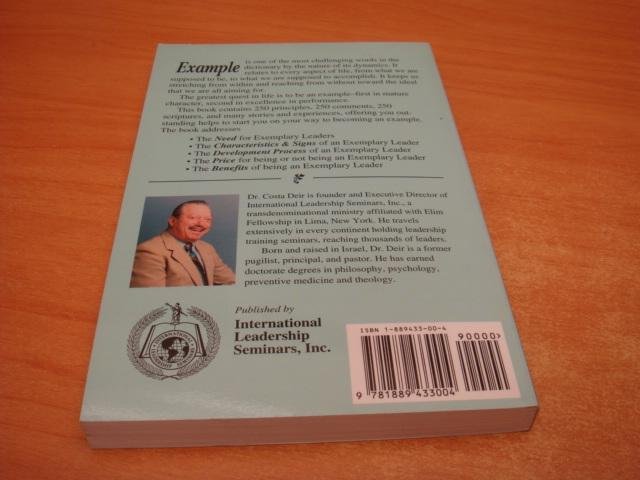 Example is one of the most challenging words in the
dictionary by the nature of its dynamics. It
relates to every aspect of life, from what we are
supposed to be, to what we are supposed to accomplish. It keeps us
stretching from within and reaching from without toward the ideal
that we are all aiming for.
The greatest quest in life is to be an example–first in mature
character, second in excellence in performance.
This book contains 250 principles, 250 comments, 250
scriptures, and many stories and experiences, offering you out-
standing helps to start you on your way to becoming an example.
The book addresses
• The Need for Exemplary Leaders
• The Characteristics & Signs of an Exemplary Leader
• The Development Process of an Exemplary Leader
• The Price for being or not being an Exemplary Leader
• The Benefits of being an Exemplary Leader
Dr. Costa Deir is founder and Executive Director of
International Leadership Seminars, Inc., a
transdenominational ministry affiliated with Elim
Fellowship in Lima, New York. He travels
extensively in every continent holding leadership
training seminars, reaching thousands of leaders.
Born and raised in Israel, Dr. Deir is a former
pugilist, principal, and pastor. He has earned
doctorate degrees in philosophy, psychology,
preventive medicine and theology.
Published by
International
Leadership
Seminars, Inc.
INTERNATIONAL
ISBN 1-889433-00-4
90000>
9 781889 433004